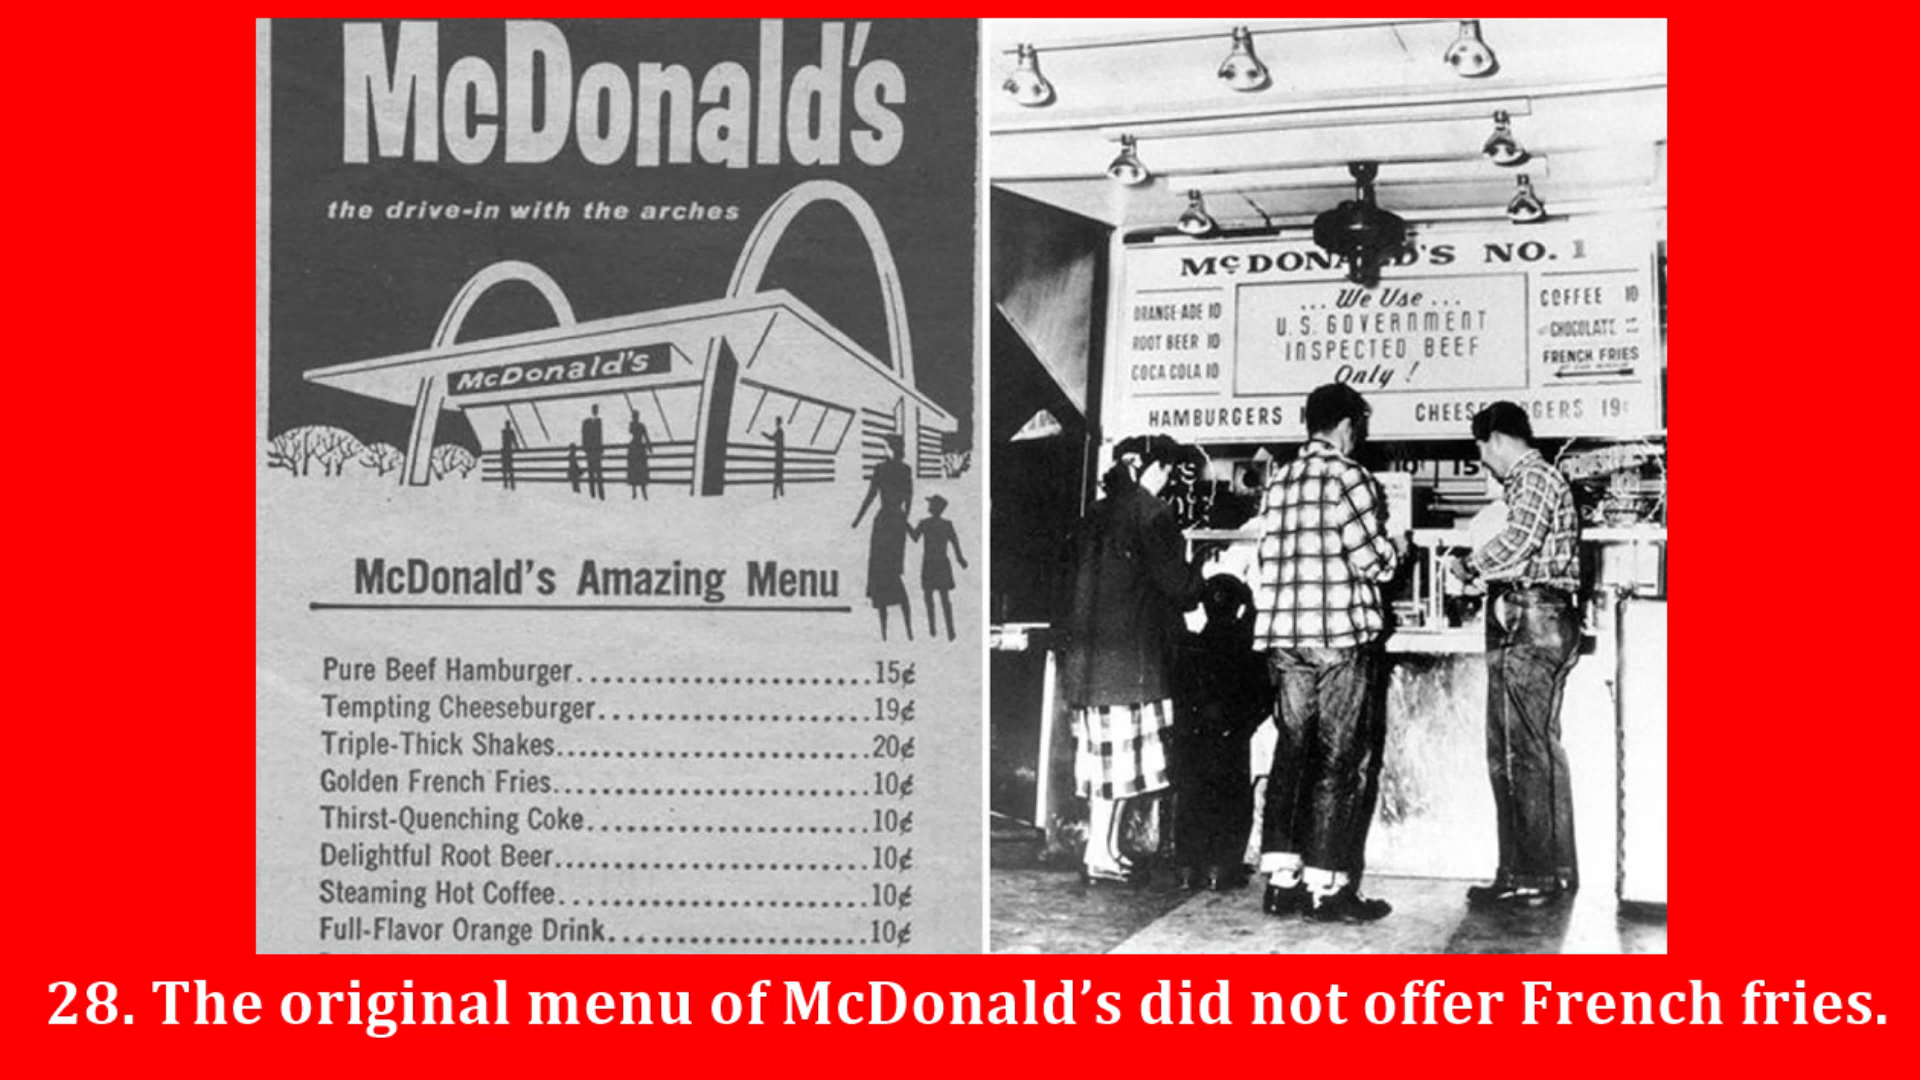 McDonald's
the drive-in with the arches
McDonald's
McDonald's Amazing Menu
Pure Beef Hamburger......................15¢
Tempting Cheeseburger.....................19¢
Triple-Thick Shakes........................20¢
Golden French Fries........................10¢
Thirst-Quenching Coke......................10¢
Delightful Root Beer........................10¢
Steaming Hot Coffee........................10¢
Full-Flavor Orange Drink....................10¢
McDONALD'S NO. 1
ORANGE-ADE 10
ROOT BEER 10
COCA COLA 10
... We Use ...
U. S. GOVERNMENT
INSPECTED BEEF
Only !
COFFEE 10
CHOCOLATE
FRENCH FRIES
HAMBURGERS
CHEESEBURGERS 19¢
10¢ 15
28. The original menu of McDonald's did not offer French fries.